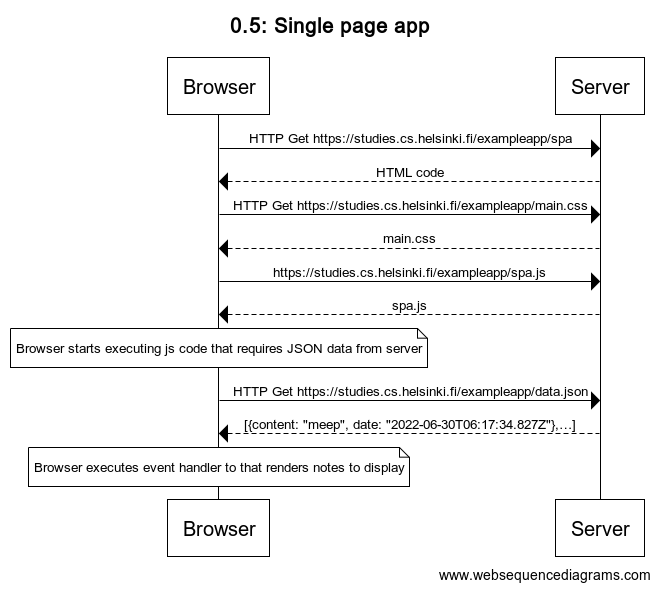 0.5: Single page app
Browser
Server
HTTP Get https://studies.cs.helsinki.fi/exampleapp/spa
HTML code
HTTP Get https://studies.cs.helsinki.fi/exampleapp/main.css
main.css
https://studies.cs.helsinki.fi/exampleapp/spa.js
spa.js
Browser starts executing js code that requires JSON data from server
HTTP Get https://studies.cs.helsinki.fi/exampleapp/data.json
[{content: "meep", date: "2022-06-30T06:17:34.827Z"},...]
Browser executes event handler to that renders notes to display
Browser
Server
www.websequencediagrams.com